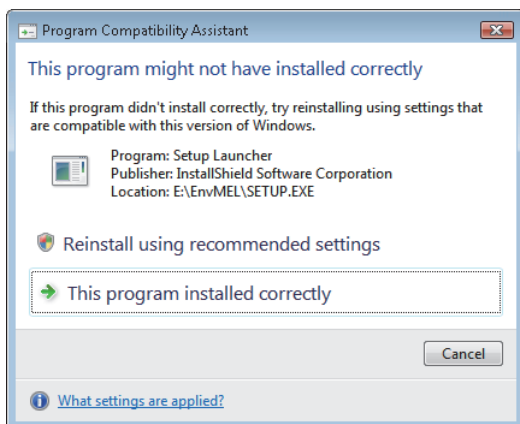 Program Compatibility Assistant
This program might not have installed correctly
If this program didn't install correctly, try reinstalling using settings that
are compatible with this version of Windows.
Program: Setup Launcher
Publisher: InstallShield Software Corporation
Location: E:\EnvMEL\SETUP.EXE
Reinstall using recommended settings
This program installed correctly
Cancel
What settings are applied?